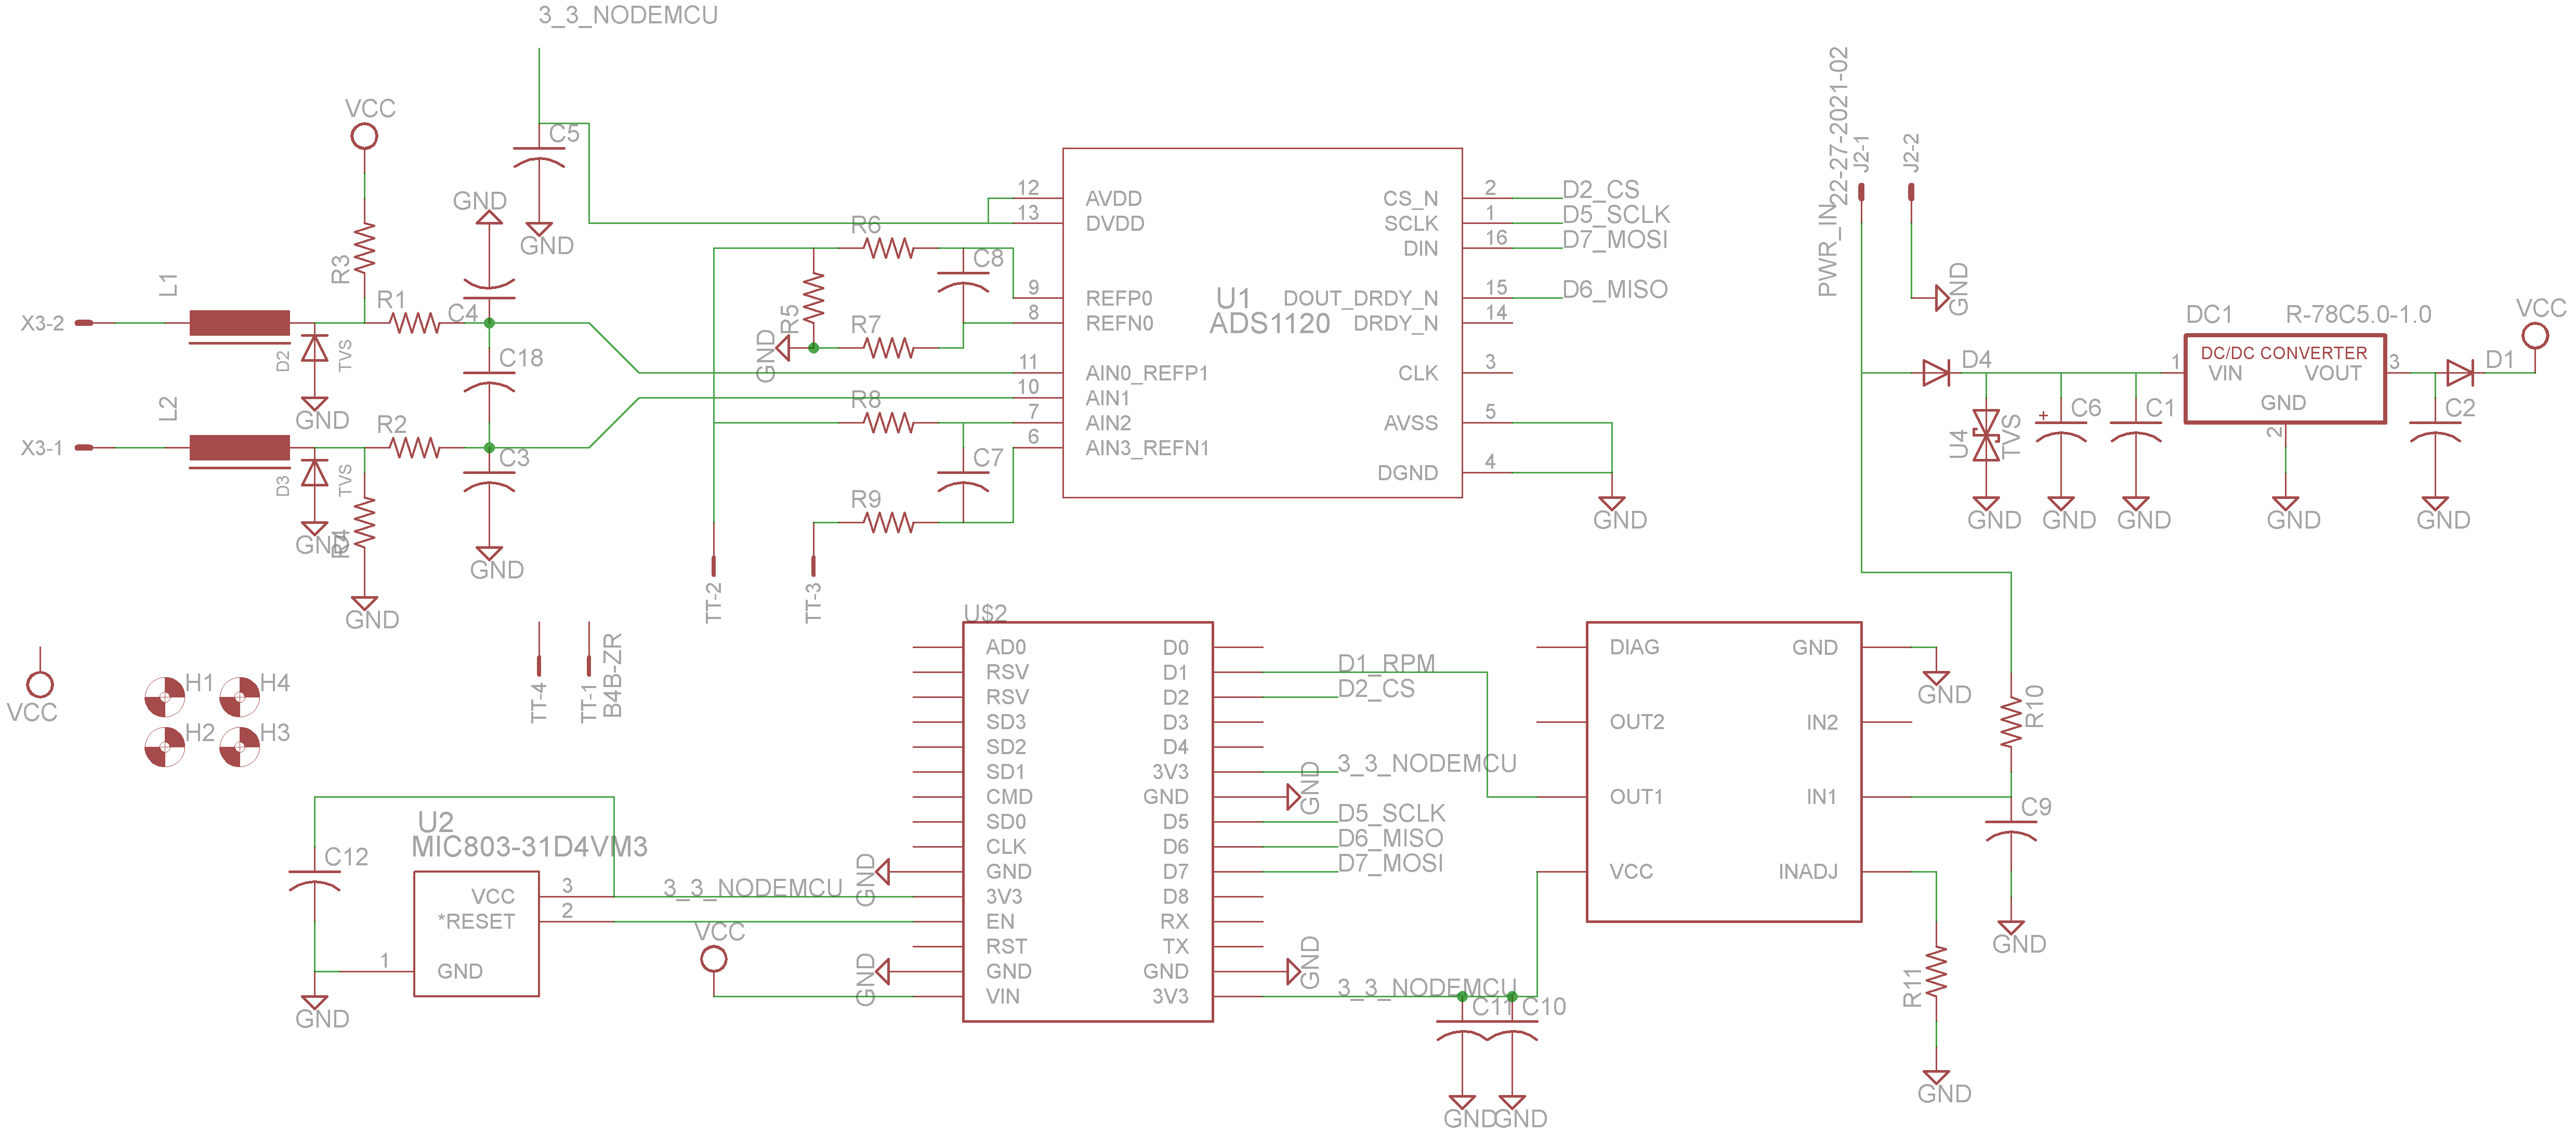 3_3_NODEMCU
VCC
C5
GND
GND
R3
L1
X3-2
R1
C4
D2
TVS
GND
C18
L2
X3-1
R2
C3
D3
TVS
GND
R4
GND
GND
R6
C8
R5
R7
GND
R8
C7
R9
TT-2
TT-3
12
13
9
8
11
10
7
6
AVDD
DVDD
REFP0
REFN0
AIN0_REFP1
AIN1
AIN2
AIN3_REFN1
U1
ADS1120
CS_N
SCLK
DIN
DOUT_DRDY_N
DRDY_N
CLK
AVSS
DGND
2
1
16
15
14
3
5
4
D2_CS
D5_SCLK
D7_MOSI
D6_MISO
GND
22-27-2021-02
J2-1
J2-2
PWR_IN
GND
D4
U4
TVS
GND
C6
+
GND
C1
GND
DC1
R-78C5.0-1.0
DC/DC CONVERTER
VIN
VOUT
GND
1
3
2
GND
D1
VCC
C2
GND
VCC
H1
H4
H2
H3
TT-4
TT-1
B4B-ZR
U2
MIC803-31D4VM3
C12
VCC
*RESET
GND
3
2
1
GND
3_3_NODEMCU
VCC
GND
GND
U$2
AD0
RSV
RSV
SD3
SD2
SD1
CMD
SD0
CLK
GND
3V3
EN
RST
GND
VIN
D0
D1
D2
D3
D4
3V3
GND
D5
D6
D7
D8
RX
TX
GND
3V3
D1_RPM
D2_CS
3_3_NODEMCU
GND
D5_SCLK
D6_MISO
D7_MOSI
GND
3_3_NODEMCU
C11
C10
GND
GND
DIAG
OUT2
OUT1
VCC
GND
IN2
IN1
INADJ
GND
R10
C9
GND
R11
GND